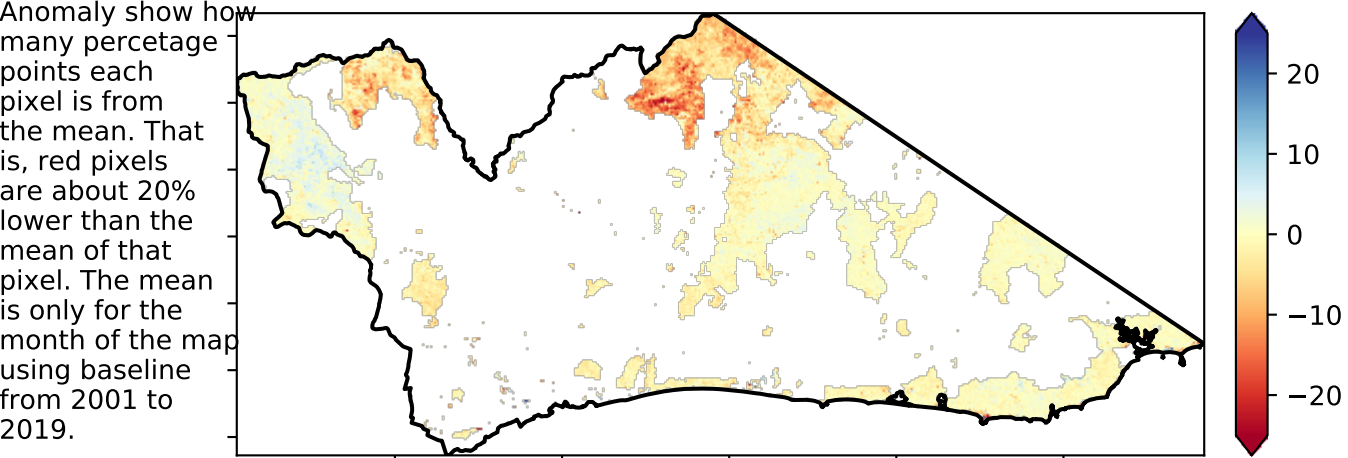 Anomaly show how
many percetage
points each
pixel is from
the mean. That
is, red pixels
are about 20%
lower than the
mean of that
pixel. The mean
is only for the
month of the map
using baseline
from 2001 to
2019.
20
10
0
−10
−20